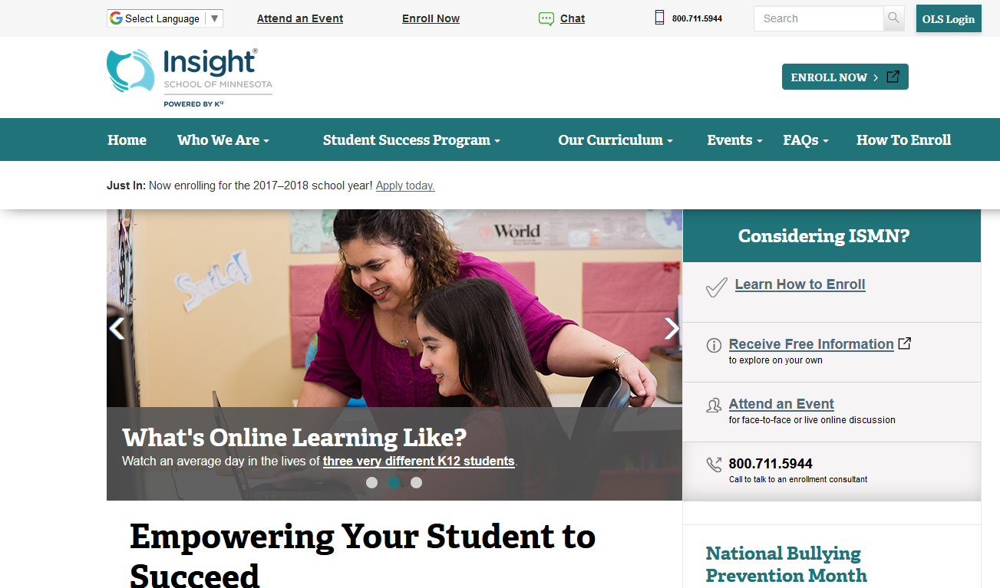 Select Language ▼
Attend an Event
Enroll Now
Chat
800.711.5944
Search
OLS Login
Insight®
SCHOOL OF MINNESOTA
POWERED BY K12
ENROLL NOW >
Home
Who We Are
Student Success Program
Our Curriculum
Events
FAQs
How To Enroll
Just In: Now enrolling for the 2017–2018 school year! Apply today.
World
Smile!
What's Online Learning Like?
Watch an average day in the lives of three very different K12 students.
Considering ISMN?
Learn How to Enroll
Receive Free Information
to explore on your own
Attend an Event
for face-to-face or live online discussion
800.711.5944
Call to talk to an enrollment consultant
Empowering Your Student to
Succeed
National Bullying
Prevention Month